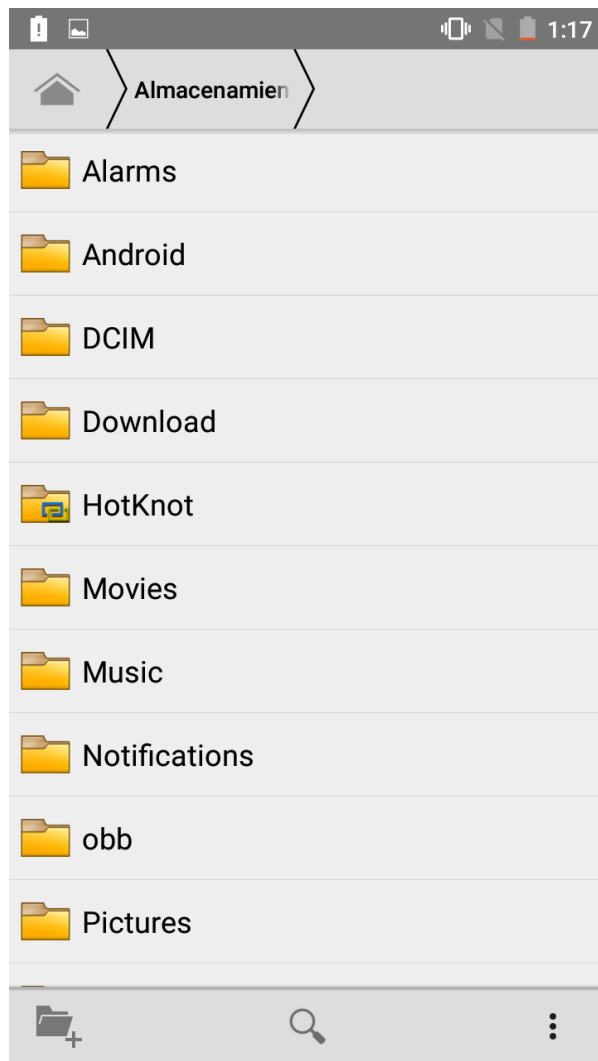 1:17
Almacenamien
Alarms
Android
DCIM
Download
HotKnot
Movies
Music
Notifications
obb
Pictures